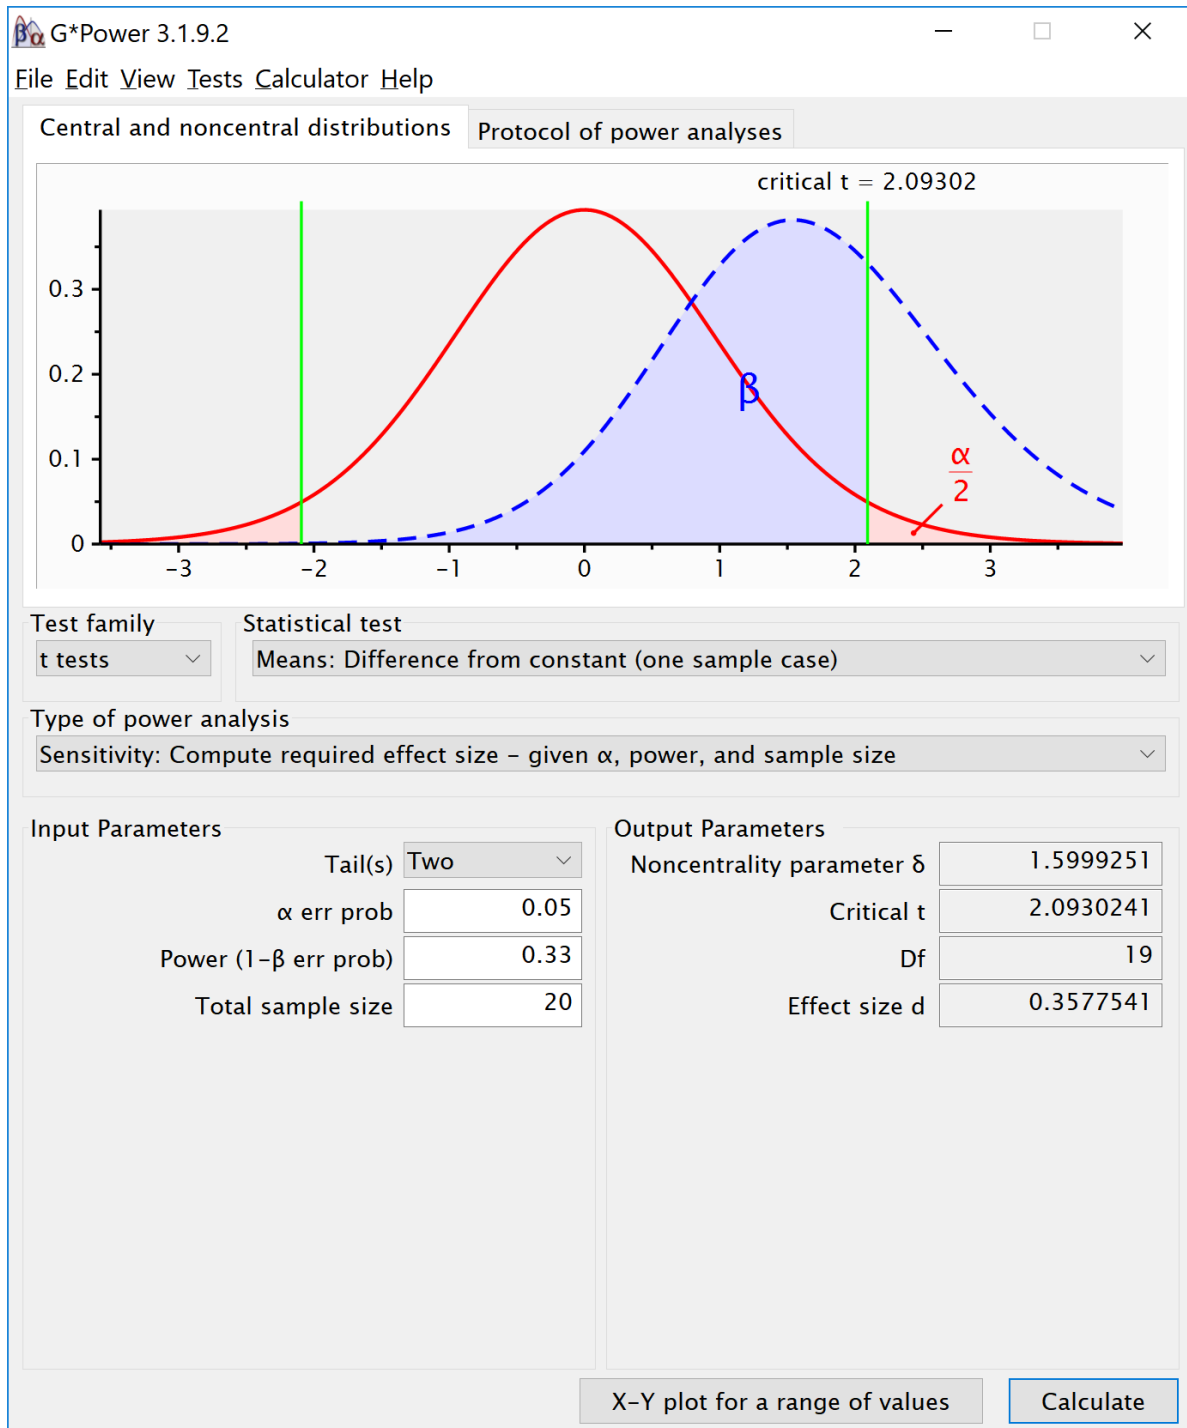 βα G*Power 3.1.9.2
File Edit View Tests Calculator Help
Central and noncentral distributions Protocol of power analyses
critical t = 2.09302
0.3
0.2
0.1
0
β
α
2
-3 -2 -1 0 1 2 3
Test family Statistical test
t tests Means: Difference from constant (one sample case)
Type of power analysis
Sensitivity: Compute required effect size – given α, power, and sample size
Input Parameters Output Parameters
Tail(s) Two Noncentrality parameter δ 1.5999251
α err prob 0.05 Critical t 2.0930241
Power (1–β err prob) 0.33 Df 19
Total sample size 20 Effect size d 0.3577541
X–Y plot for a range of values Calculate